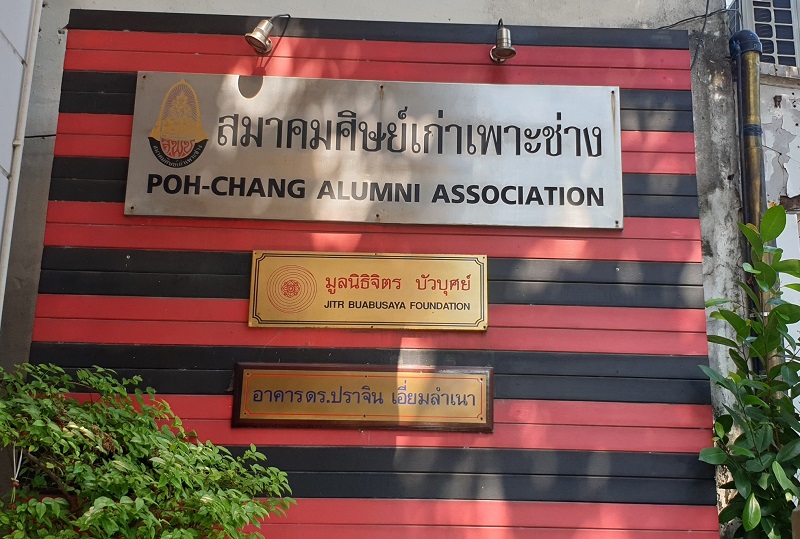 สมาคมศิษย์เก่าเพาะช่าง
POH-CHANG ALUMNI ASSOCIATION
มูลนิธิจิตร บัวบุศย์
JITR BUABUSAYA FOUNDATION
อาคารดร.ปราจิน เอี่ยมลำเนา